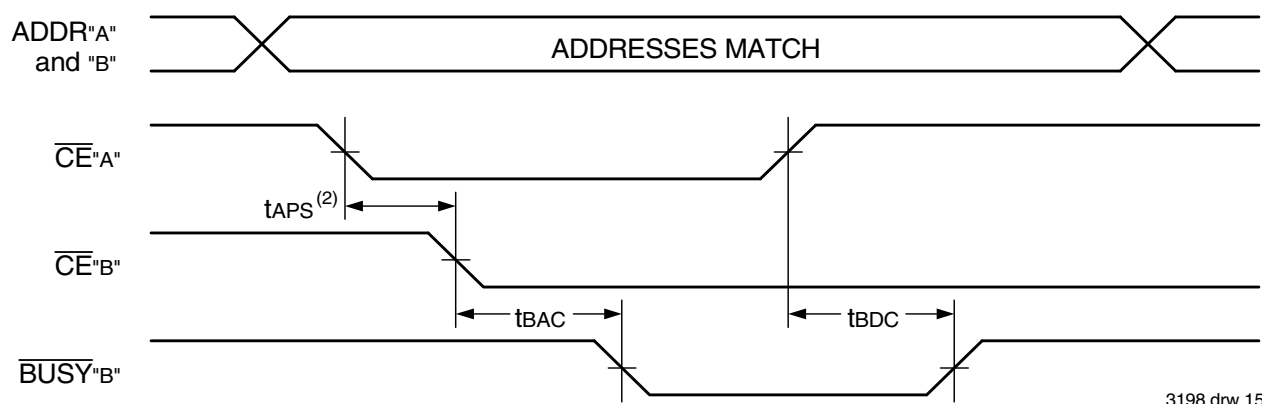 ADDR"A"
and "B"
ADDRESSES MATCH
CE"A"
tAPS(2)
CE"B"
tBAC
tBDC
BUSY"B"
3198 drw 15